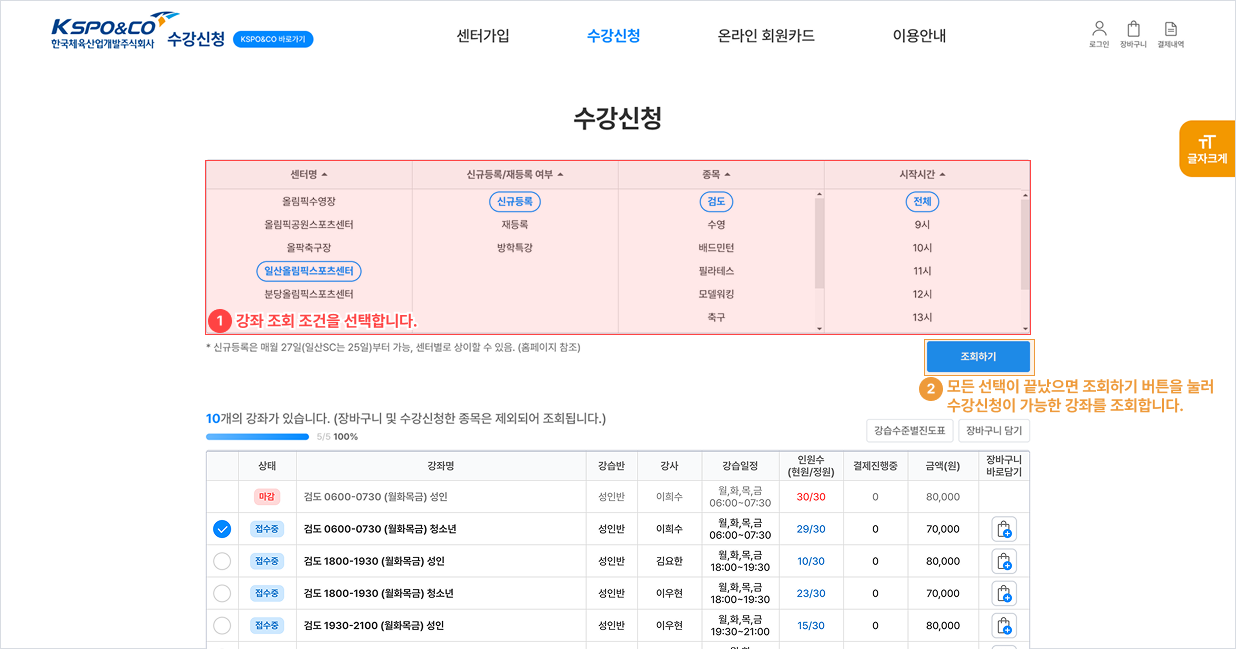 KSPO&CO
한국체육산업개발주식회사
수강신청
KSPO&CO 바로가기
센터가입
수강신청
온라인 회원카드
이용안내
로그인
장바구니
결제내역
수강신청
TT
글자크게
센터명
신규등록/재등록 여부
종목
시작시간
올림픽수영장
신규등록
검도
전체
올림픽공원스포츠센터
재등록
수영
9시
올팍축구장
방학특강
배드민턴
10시
일산올림픽스포츠센터
필라테스
11시
분당올림픽스포츠센터
모델워킹
12시
축구
13시
1 강좌 조회 조건을 선택합니다.
* 신규등록은 매월 27일(일산SC는 25일)부터 가능, 센터별로 상이할 수 있음. (홈페이지 참조)
조회하기
2 모든 선택이 끝났으면 조회하기 버튼을 눌러
수강신청이 가능한 강좌를 조회합니다.
10개의 강좌가 있습니다. (장바구니 및 수강신청한 종목은 제외되어 조회됩니다.)
5/5 100%
강습수준별진도표
장바구니 담기
상태
강좌명
강습반
강사
강습일정
인원수
(현원/정원)
결제진행중
금액(원)
장바구니
바로담기
마감
검도 0600-0730 (월화목금) 성인
성인반
이희수
월,화,목,금
06:00~07:30
30/30
0
80,000
접수중
검도 0600-0730 (월화목금) 청소년
성인반
이희수
월,화,목,금
06:00~07:30
29/30
0
70,000
접수중
검도 1800-1930 (월화목금) 성인
성인반
김요한
월,화,목,금
18:00~19:30
10/30
0
80,000
접수중
검도 1800-1930 (월화목금) 청소년
성인반
이우현
월,화,목,금
18:00~19:30
23/30
0
70,000
접수중
검도 1930-2100 (월화목금) 성인
성인반
이우현
월,화,목,금
19:30~21:00
15/30
0
80,000